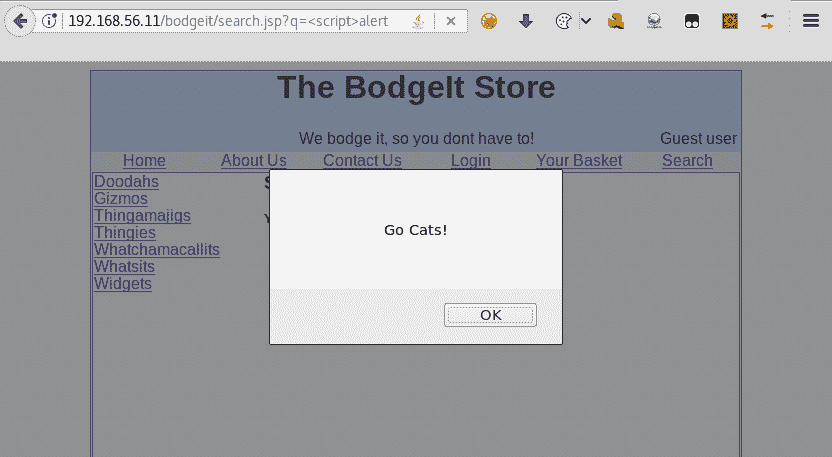 192.168.56.11/bodgeit/search.jsp?q=<script>alert
The BodgeIt Store
We bodge it, so you dont have to!
Guest user
Home
About Us
Contact Us
Login
Your Basket
Search
Doodahs
Gizmos
Thingamajigs
Thingies
Whatchamacallits
Whatsits
Widgets
Go Cats!
OK